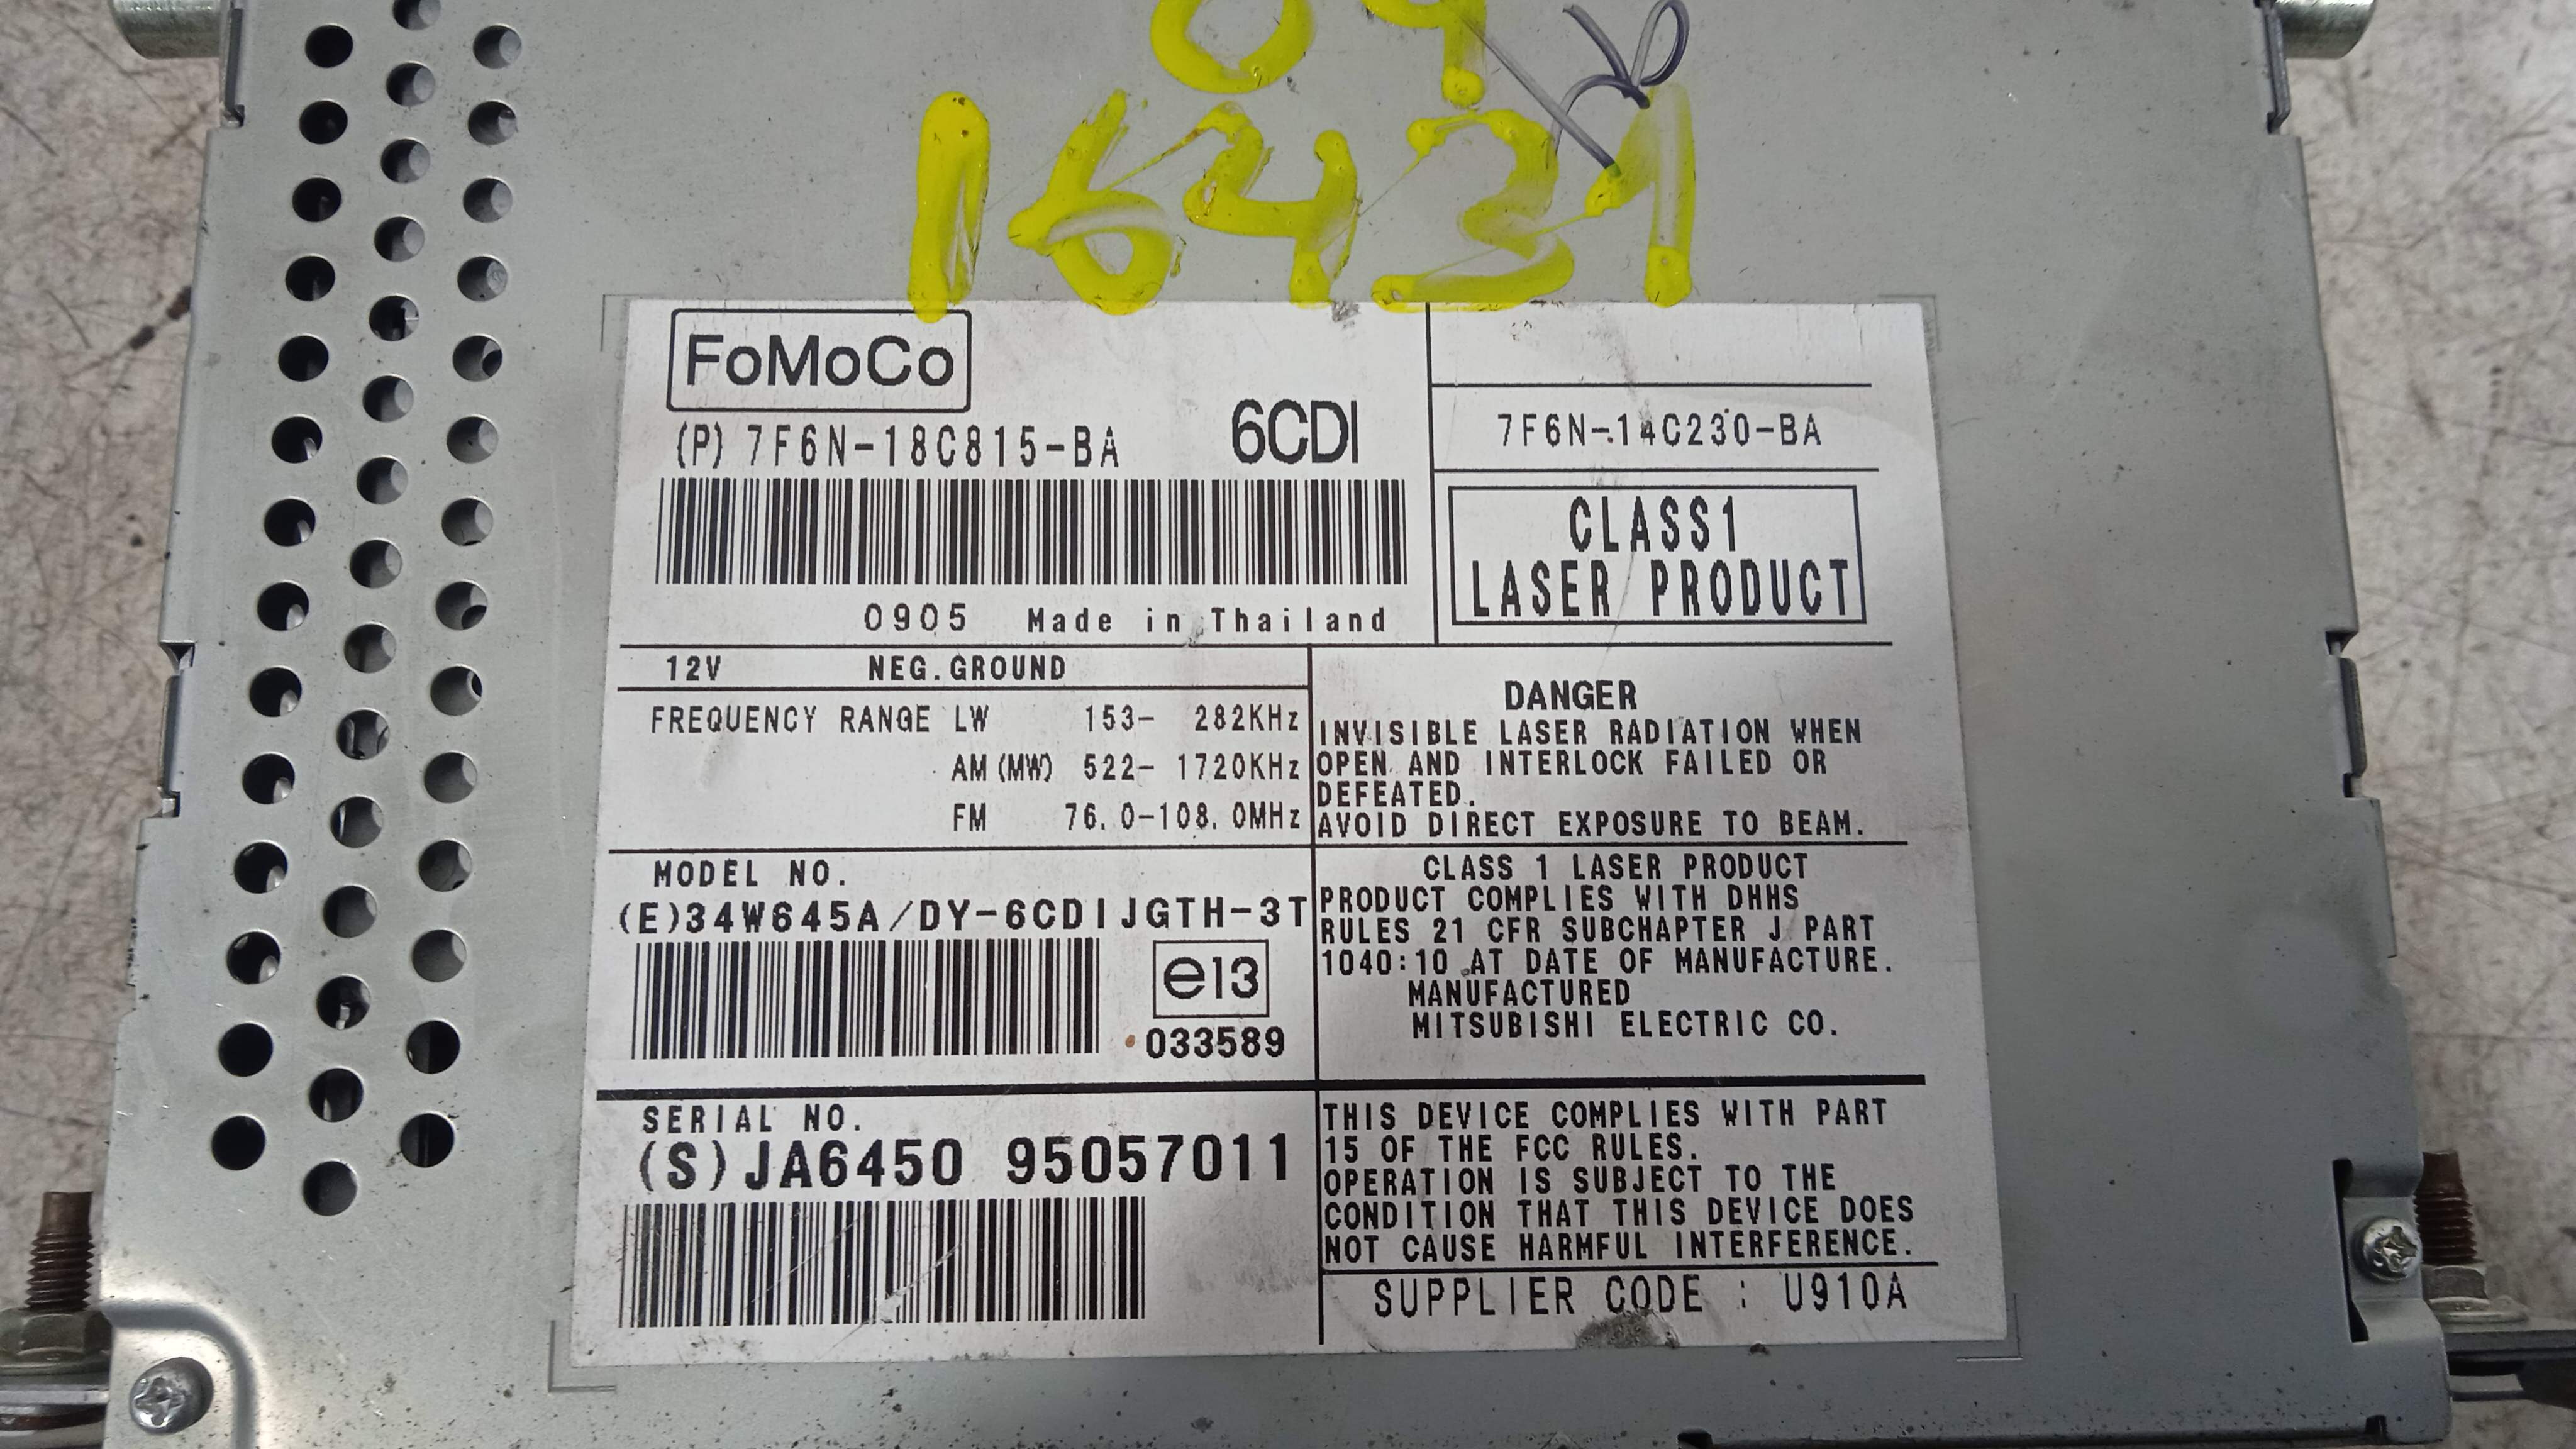 09
16431
FoMoCo
(P) 7F6N-18C815-BA 6CDI
0905 Made in Thailand
7F6N-14C230-BA
CLASS1
LASER PRODUCT
12V NEG.GROUND
FREQUENCY RANGE LW 153- 282KHz
AM(MW) 522- 1720KHz
FM 76.0-108.0MHz
DANGER
INVISIBLE LASER RADIATION WHEN
OPEN AND INTERLOCK FAILED OR
DEFEATED.
AVOID DIRECT EXPOSURE TO BEAM.
MODEL NO.
(E)34W645A/DY-6CDIJGTH-3T
e13
033589
CLASS 1 LASER PRODUCT
PRODUCT COMPLIES WITH DHHS
RULES 21 CFR SUBCHAPTER J PART
1040:10 AT DATE OF MANUFACTURE.
MANUFACTURED
MITSUBISHI ELECTRIC CO.
SERIAL NO.
(S)JA6450 95057011
THIS DEVICE COMPLIES WITH PART
15 OF THE FCC RULES.
OPERATION IS SUBJECT TO THE
CONDITION THAT THIS DEVICE DOES
NOT CAUSE HARMFUL INTERFERENCE.
SUPPLIER CODE : U910A